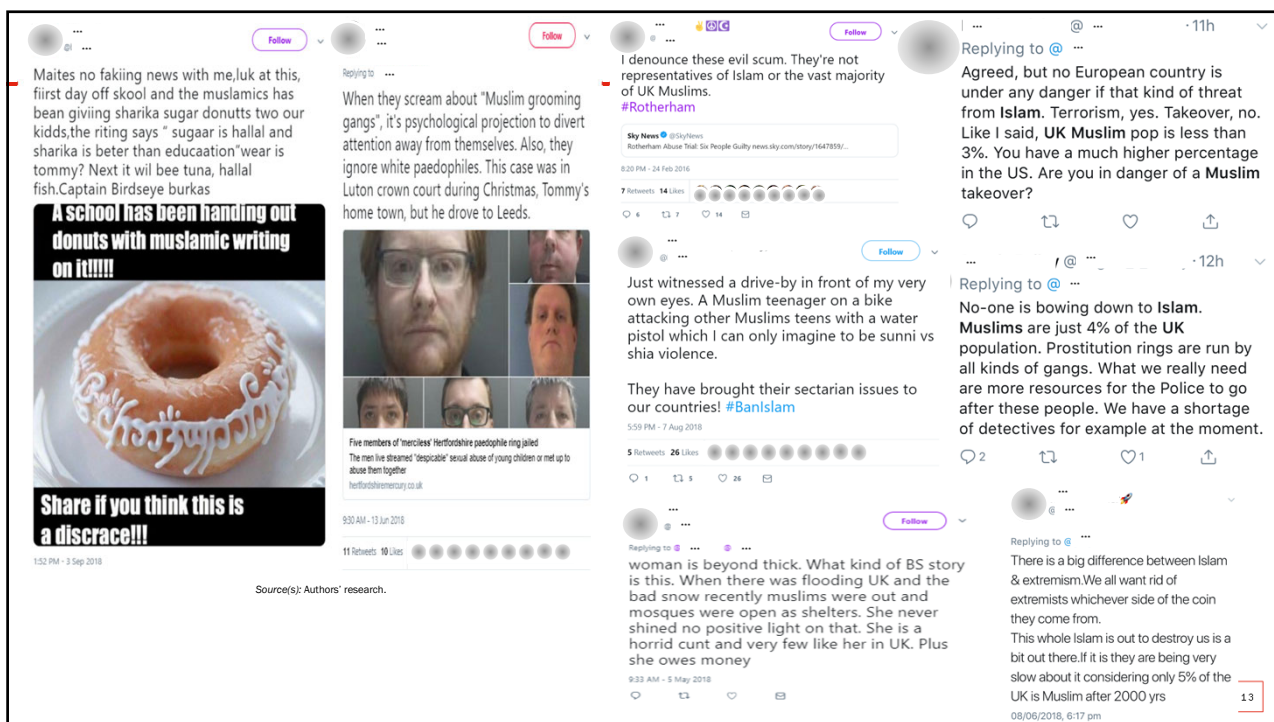 Follow
@
Maites no fakiing news with me,luk at this,
fiirst day off skool and the muslamics has
bean giviing sharika sugar donutts two our
kidds,the riting says " sugaar is hallal and
sharika is beter than educaation"wear is
tommy? Next it wil bee tuna, hallal
fish.Captain Birdseye burkas
A school has been handing out
donuts with muslamic writing
on it!!!!!
Share if you think this is
a discrace!!!
1:52 PM - 3 Sep 2018
Follow
Replying to ...
When they scream about "Muslim grooming
gangs", it's psychological projection to divert
attention away from themselves. Also, they
ignore white paedophiles. This case was in
Luton crown court during Christmas, Tommy's
home town, but he drove to Leeds.
Five members of 'merciless' Hertfordshire paedophile ring jailed
The men live streamed "despicable" sexual abuse of young children or met up to
abuse them together
hertfordshiremercury.co.uk
9:30 AM - 13 Jun 2018
11 Retweets 10 Likes
Source(s): Authors' research.
Follow
@ ...
I denounce these evil scum. They're not
representatives of Islam or the vast majority
of UK Muslims.
#Rotherham
Sky News @SkyNews
Rotherham Abuse Trial: Six People Guilty news.sky.com/story/1647859/...
8:20 PM - 24 Feb 2016
7 Retweets 14 Likes
6 7 14
Follow
@ ...
Just witnessed a drive-by in front of my very
own eyes. A Muslim teenager on a bike
attacking other Muslims teens with a water
pistol which I can only imagine to be sunni vs
shia violence.
They have brought their sectarian issues to
our countries! #BanIslam
5:59 PM - 7 Aug 2018
5 Retweets 26 Likes
1 5 26
Follow
@ ...
Replying to @ ... @ ...
woman is beyond thick. What kind of BS story
is this. When there was flooding UK and the
bad snow recently muslims were out and
mosques were open as shelters. She never
shined no positive light on that. She is a
horrid cunt and very few like her in UK. Plus
she owes money
9:33 AM - 5 May 2018
... @ ... · 11h
Replying to @ ...
Agreed, but no European country is
under any danger if that kind of threat
from Islam. Terrorism, yes. Takeover, no.
Like I said, UK Muslim pop is less than
3%. You have a much higher percentage
in the US. Are you in danger of a Muslim
takeover?
... @ ... · 12h
Replying to @ ...
No-one is bowing down to Islam.
Muslims are just 4% of the UK
population. Prostitution rings are run by
all kinds of gangs. What we really need
are more resources for the Police to go
after these people. We have a shortage
of detectives for example at the moment.
2 1
@ ...
Replying to @ ...
There is a big difference between Islam
& extremism.We all want rid of
extremists whichever side of the coin
they come from.
This whole Islam is out to destroy us is a
bit out there.If it is they are being very
slow about it considering only 5% of the
UK is Muslim after 2000 yrs
08/06/2018, 6:17 pm
13